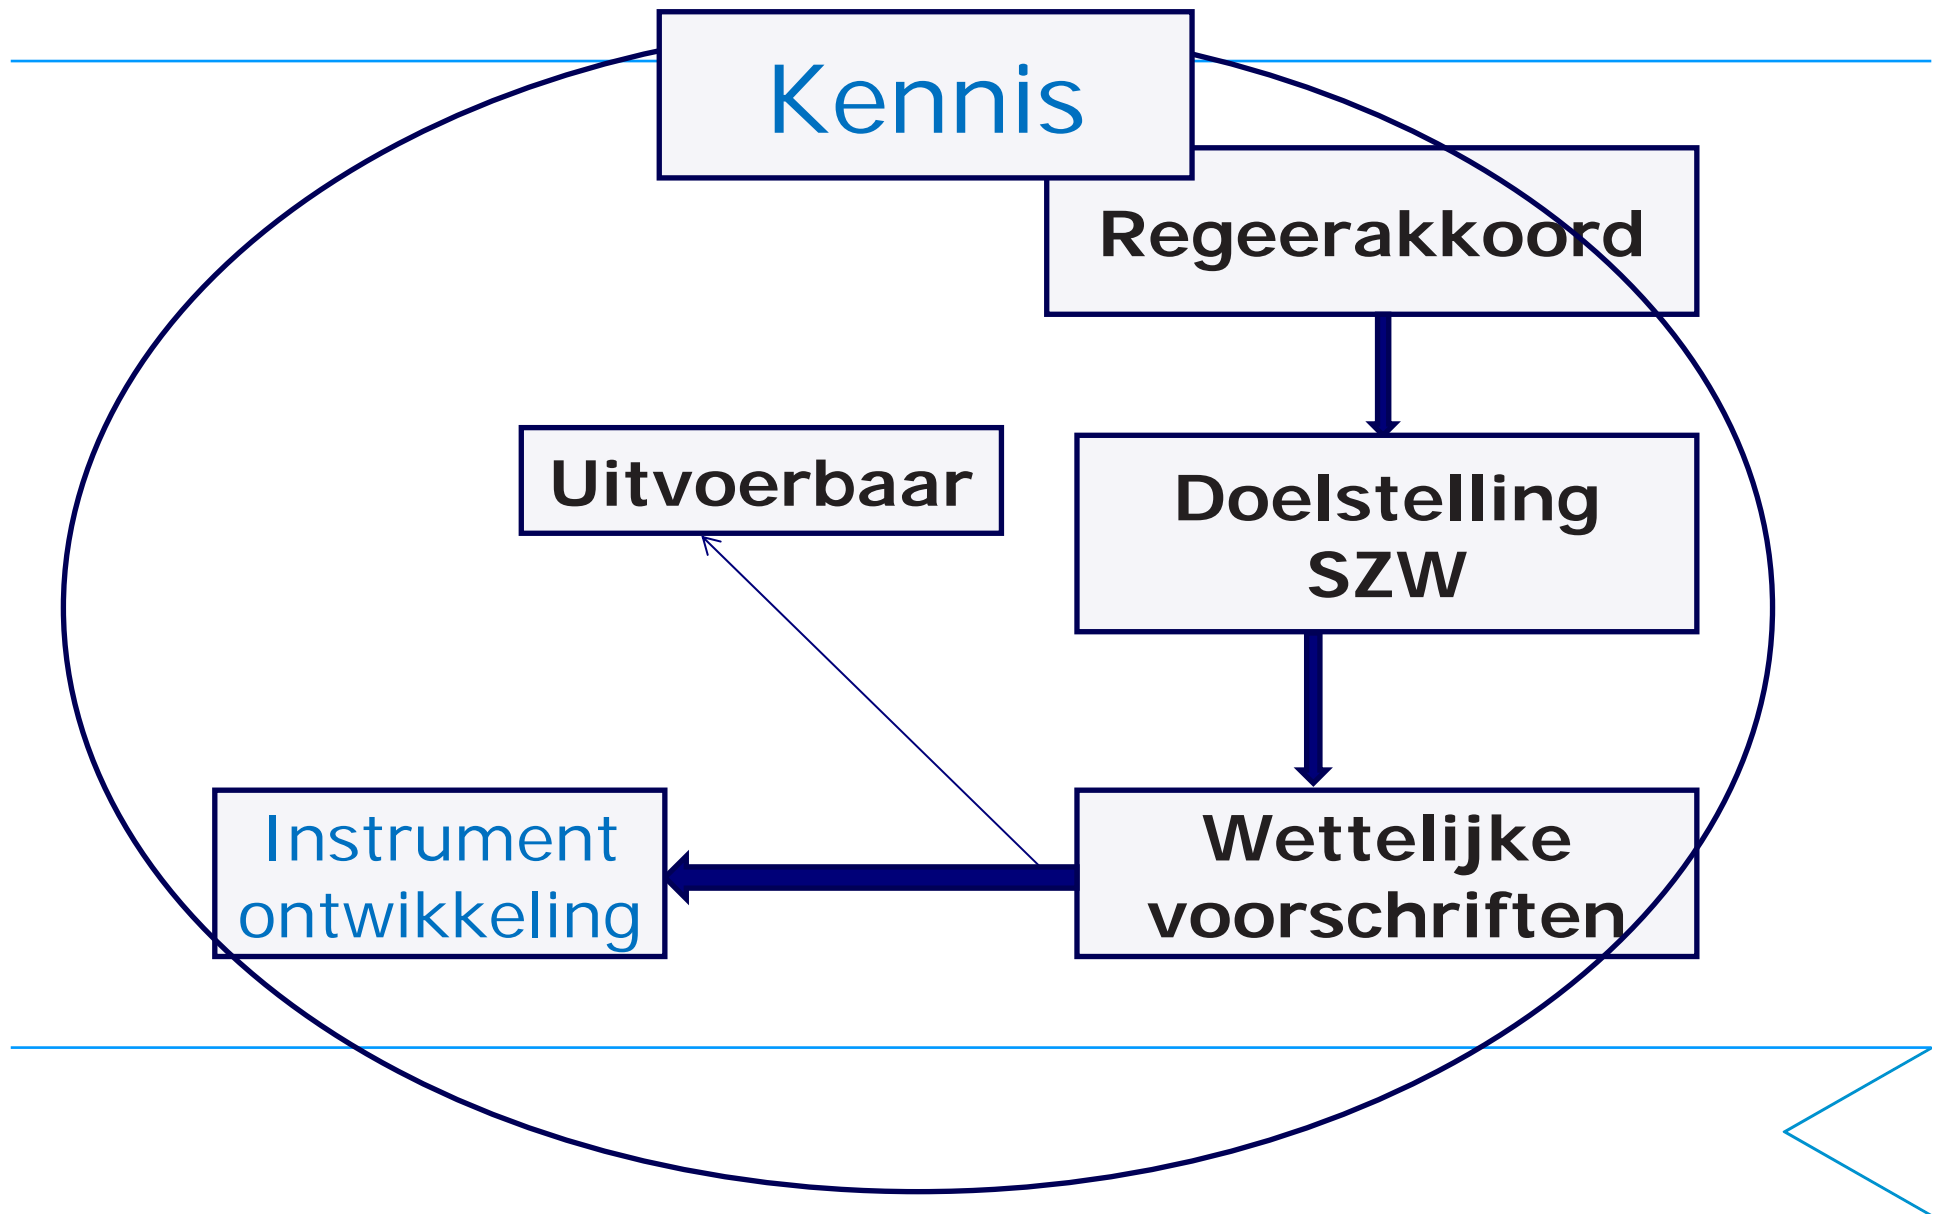 Kennis
Regeerakkoord
Uitvoerbaar
Doelstelling
SZW
Instrument
ontwikkeling
Wettelijke
voorschriften